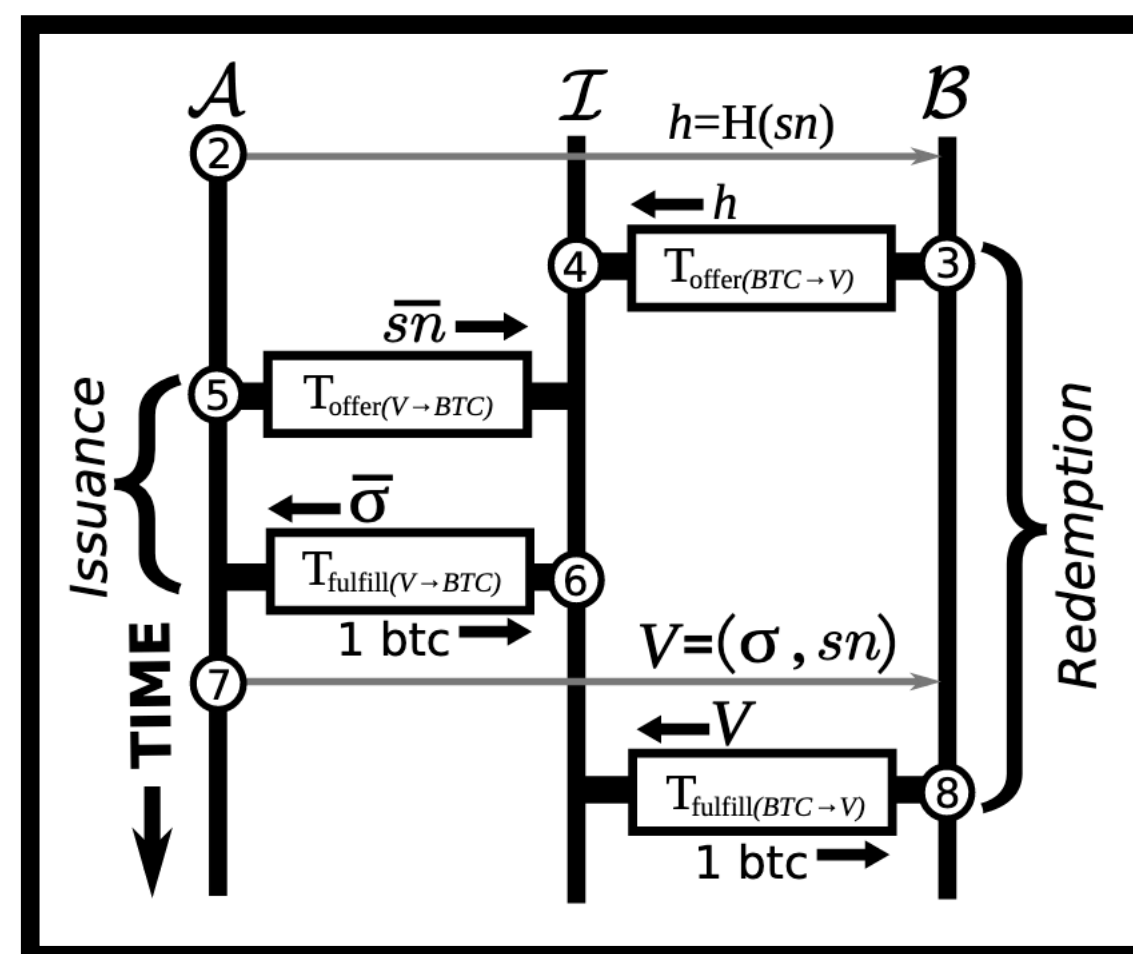 𝒜 ℐ ℬ
h=H(sn)
2
h
4 T_offer(BTC→V) 3
s̅n̅
5 T_offer(V→BTC)
Issuance
Redemption
σ̅
T_fulfill(V→BTC) 6
1 btc
V=(σ, sn)
7
TIME
V
T_fulfill(BTC→V) 8
1 btc